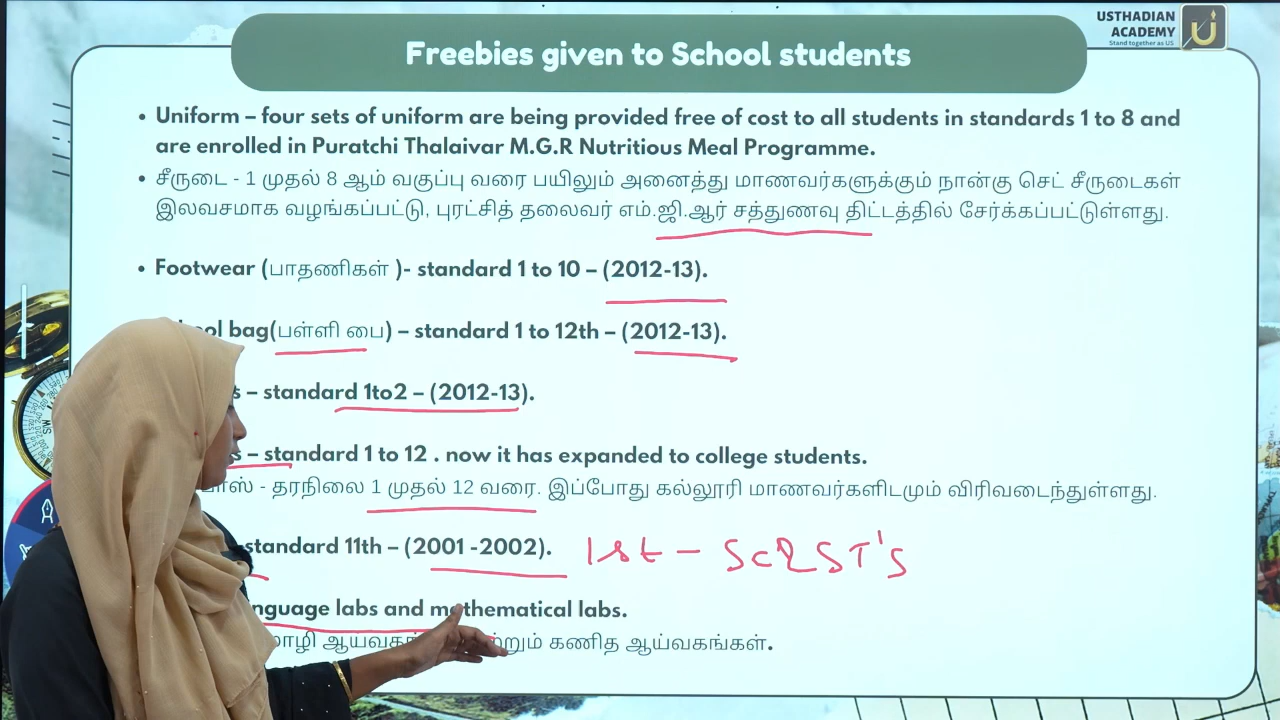 USTHADIAN
ACADEMY
Stand together as US
Freebies given to School students
• Uniform – four sets of uniform are being provided free of cost to all students in standards 1 to 8 and
are enrolled in Puratchi Thalaivar M.G.R Nutritious Meal Programme.
• சீருடை - 1 முதல் 8 ஆம் வகுப்பு வரை பயிலும் அனைத்து மாணவர்களுக்கும் நான்கு செட் சீருடைகள்
இலவசமாக வழங்கப்பட்டு, புரட்சித் தலைவர் எம்.ஜி.ஆர் சத்துணவு திட்டத்தில் சேர்க்கப்பட்டுள்ளது.
• Footwear (பாதணிகள் )- standard 1 to 10 – (2012-13).
bag(பள்ளி பை) – standard 1 to 12th – (2012-13).
– standard 1to2 – (2012-13).
– standard 1 to 12 . now it has expanded to college students.
- தரநிலை 1 முதல் 12 வரை. இப்போது கல்லூரி மாணவர்களிடமும் விரிவடைந்துள்ளது.
standard 11th – (2001 -2002). 1st – SC & ST's
labs and mathematical labs.
கணித ஆய்வகங்கள்.